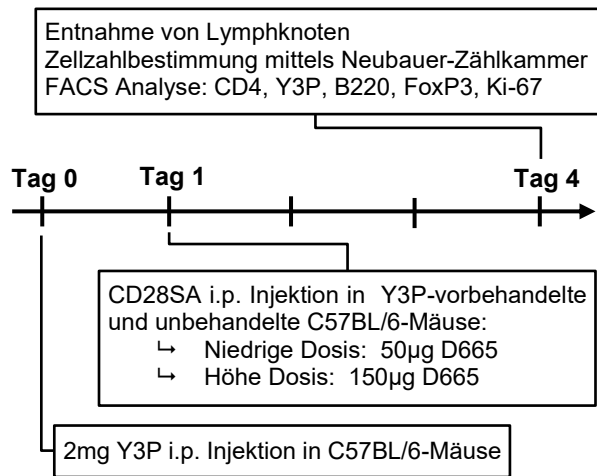 Entnahme von Lymphknoten
Zellzahlbestimmung mittels Neubauer-Zählkammer
FACS Analyse: CD4, Y3P, B220, FoxP3, Ki-67
Tag 0 Tag 1 Tag 4
CD28SA i.p. Injektion in Y3P-vorbehandelte
und unbehandelte C57BL/6-Mäuse:
↳ Niedrige Dosis: 50µg D665
↳ Höhe Dosis: 150µg D665
2mg Y3P i.p. Injektion in C57BL/6-Mäuse